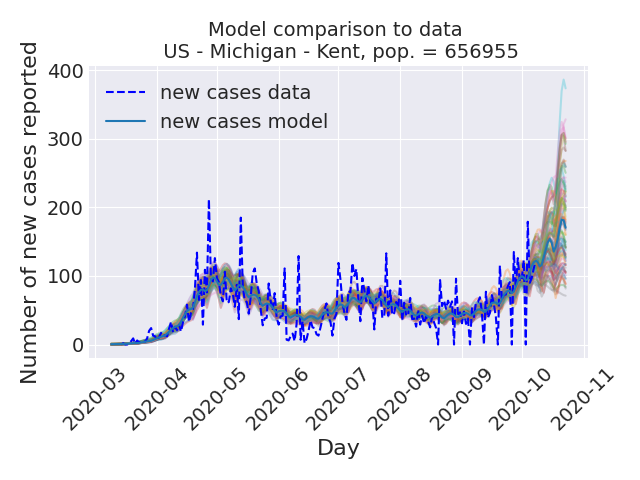 Model comparison to data
US - Michigan - Kent, pop. = 656955
Number of new cases reported
400
300
200
100
0
new cases data
new cases model
2020-03
2020-04
2020-05
2020-06
2020-07
2020-08
2020-09
2020-10
2020-11
Day